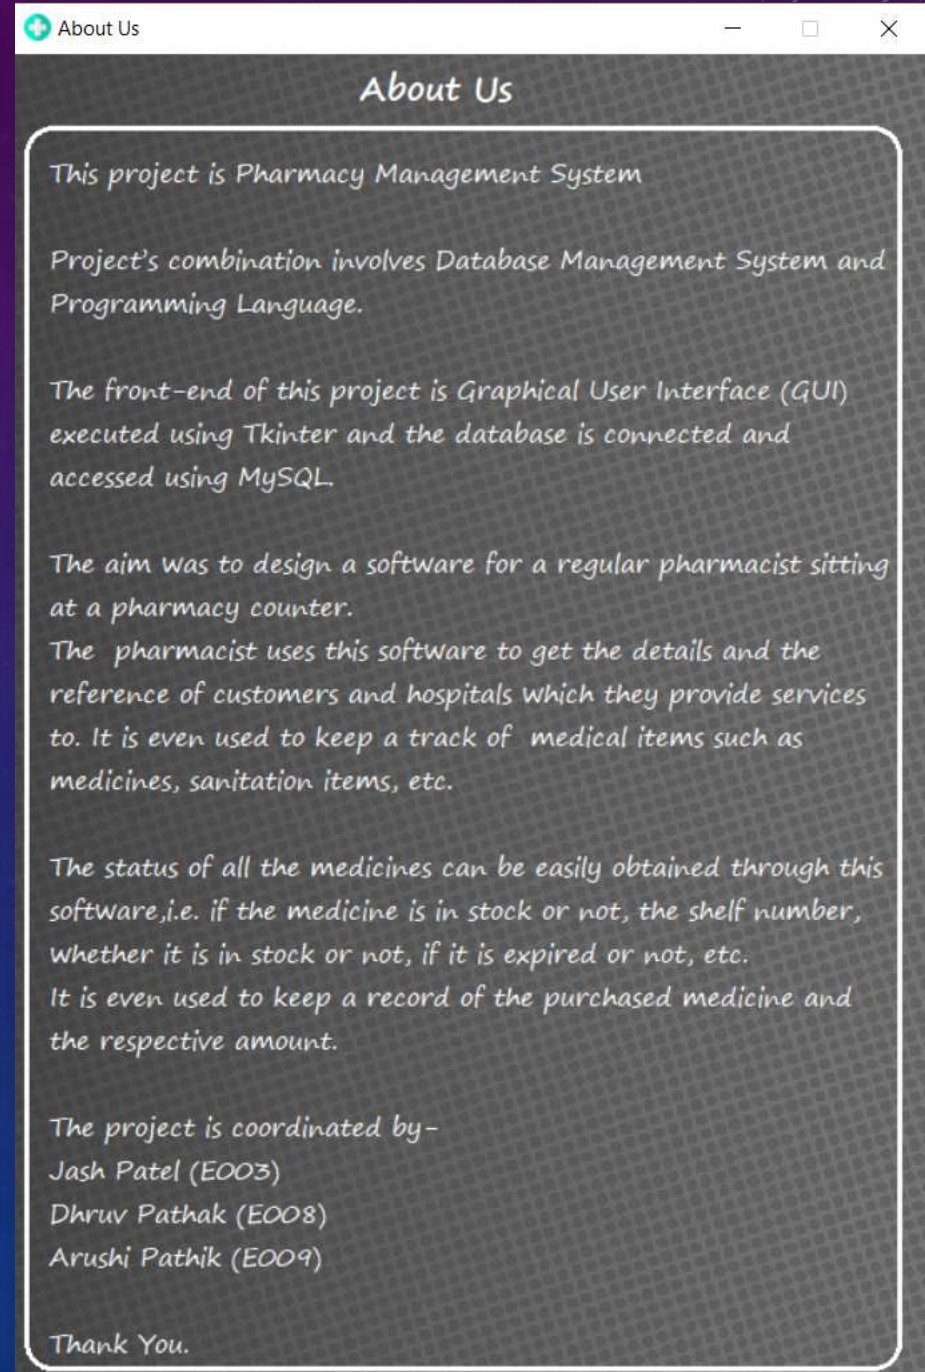 About Us
About Us
This project is Pharmacy Management System
Project's combination involves Database Management System and
Programming Language.
The front-end of this project is Graphical User Interface (GUI)
executed using Tkinter and the database is connected and
accessed using MySQL.
The aim was to design a software for a regular pharmacist sitting
at a pharmacy counter.
The  pharmacist uses this software to get the details and the
reference of customers and hospitals which they provide services
to. It is even used to keep a track of  medical items such as
medicines, sanitation items, etc.
The status of all the medicines can be easily obtained through this
software,i.e. if the medicine is in stock or not, the shelf number,
whether it is in stock or not, if it is expired or not, etc.
It is even used to keep a record of the purchased medicine and
the respective amount.
The project is coordinated by-
Jash Patel (E003)
Dhruv Pathak (E008)
Arushi Pathik (E009)
Thank You.